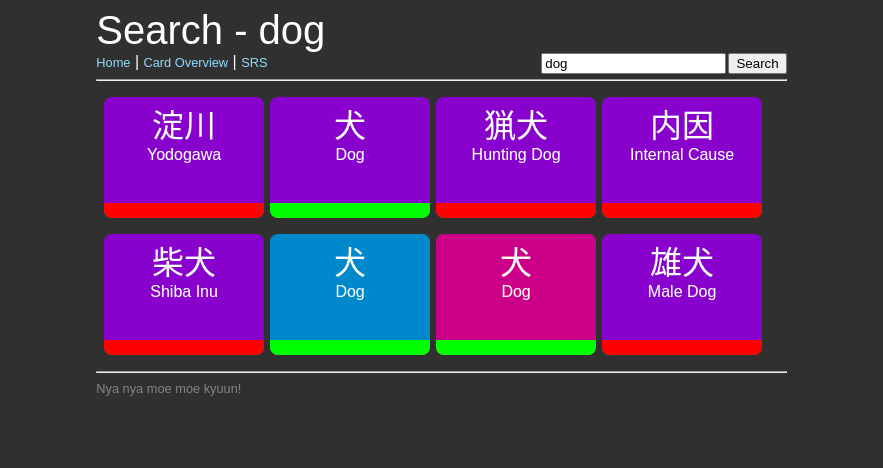 Search - dog
Home | Card Overview | SRS
dog Search
淀川
Yodogawa
犬
Dog
猟犬
Hunting Dog
内因
Internal Cause
柴犬
Shiba Inu
犬
Dog
犬
Dog
雄犬
Male Dog
Nya nya moe moe kyuun!